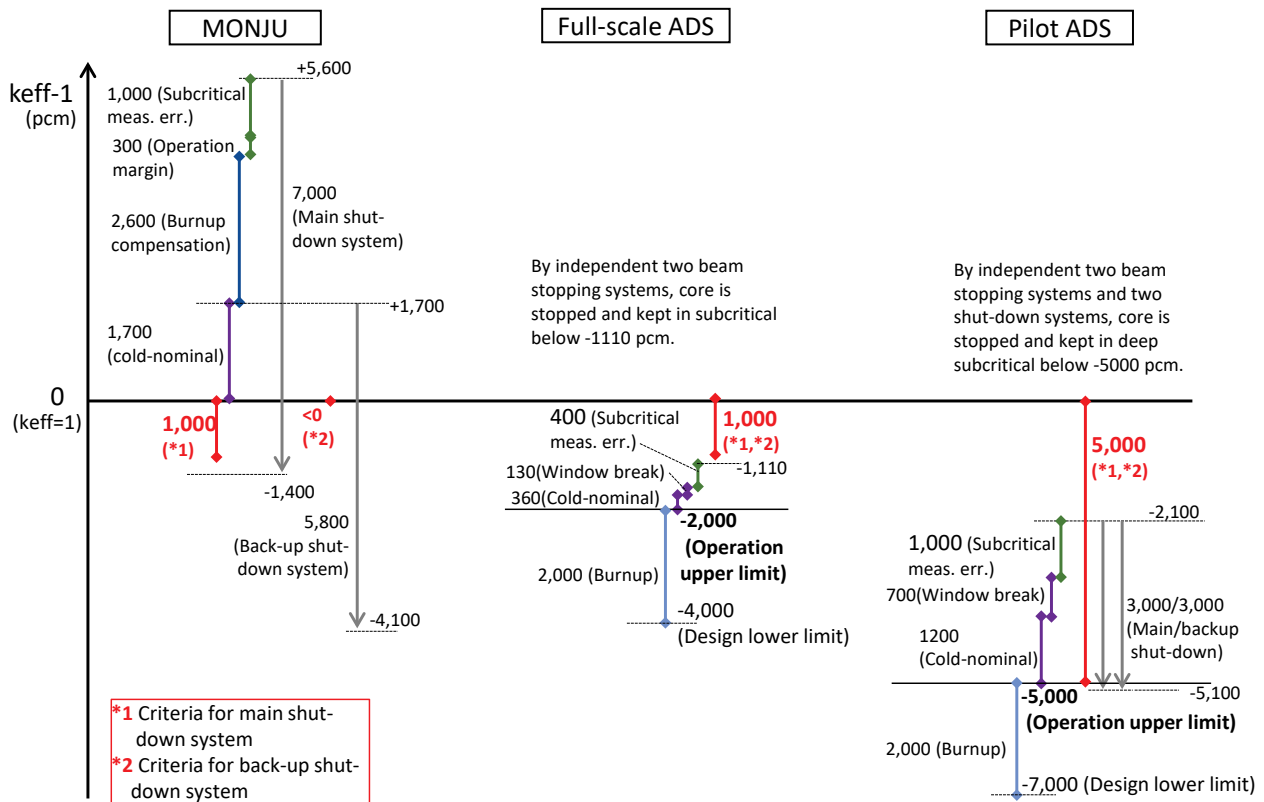 MONJU
Full-scale ADS
Pilot ADS
keff-1
(pcm)
0
(keff=1)
+5,600
1,000 (Subcritical
meas. err.)
300 (Operation
margin)
2,600 (Burnup
compensation)
7,000
(Main shut-
down system)
+1,700
1,700
(cold-nominal)
1,000
(*1)
<0
(*2)
-1,400
5,800
(Back-up shut-
down system)
-4,100
*1 Criteria for main shut-
down system
*2 Criteria for back-up shut-
down system
By independent two beam
stopping systems, core is
stopped and kept in subcritical
below -1110 pcm.
400 (Subcritical
meas. err.)
1,000
(*1,*2)
130(Window break)
-1,110
360(Cold-nominal)
-2,000
(Operation
upper limit)
2,000 (Burnup)
-4,000
(Design lower limit)
By independent two beam
stopping systems and two
shut-down systems, core is
stopped and kept in deep
subcritical below -5000 pcm.
5,000
(*1,*2)
-2,100
1,000 (Subcritical
meas. err.)
700(Window break)
3,000/3,000
(Main/backup
shut-down)
1200
(Cold-nominal)
-5,100
-5,000
(Operation upper limit)
2,000 (Burnup)
-7,000 (Design lower limit)